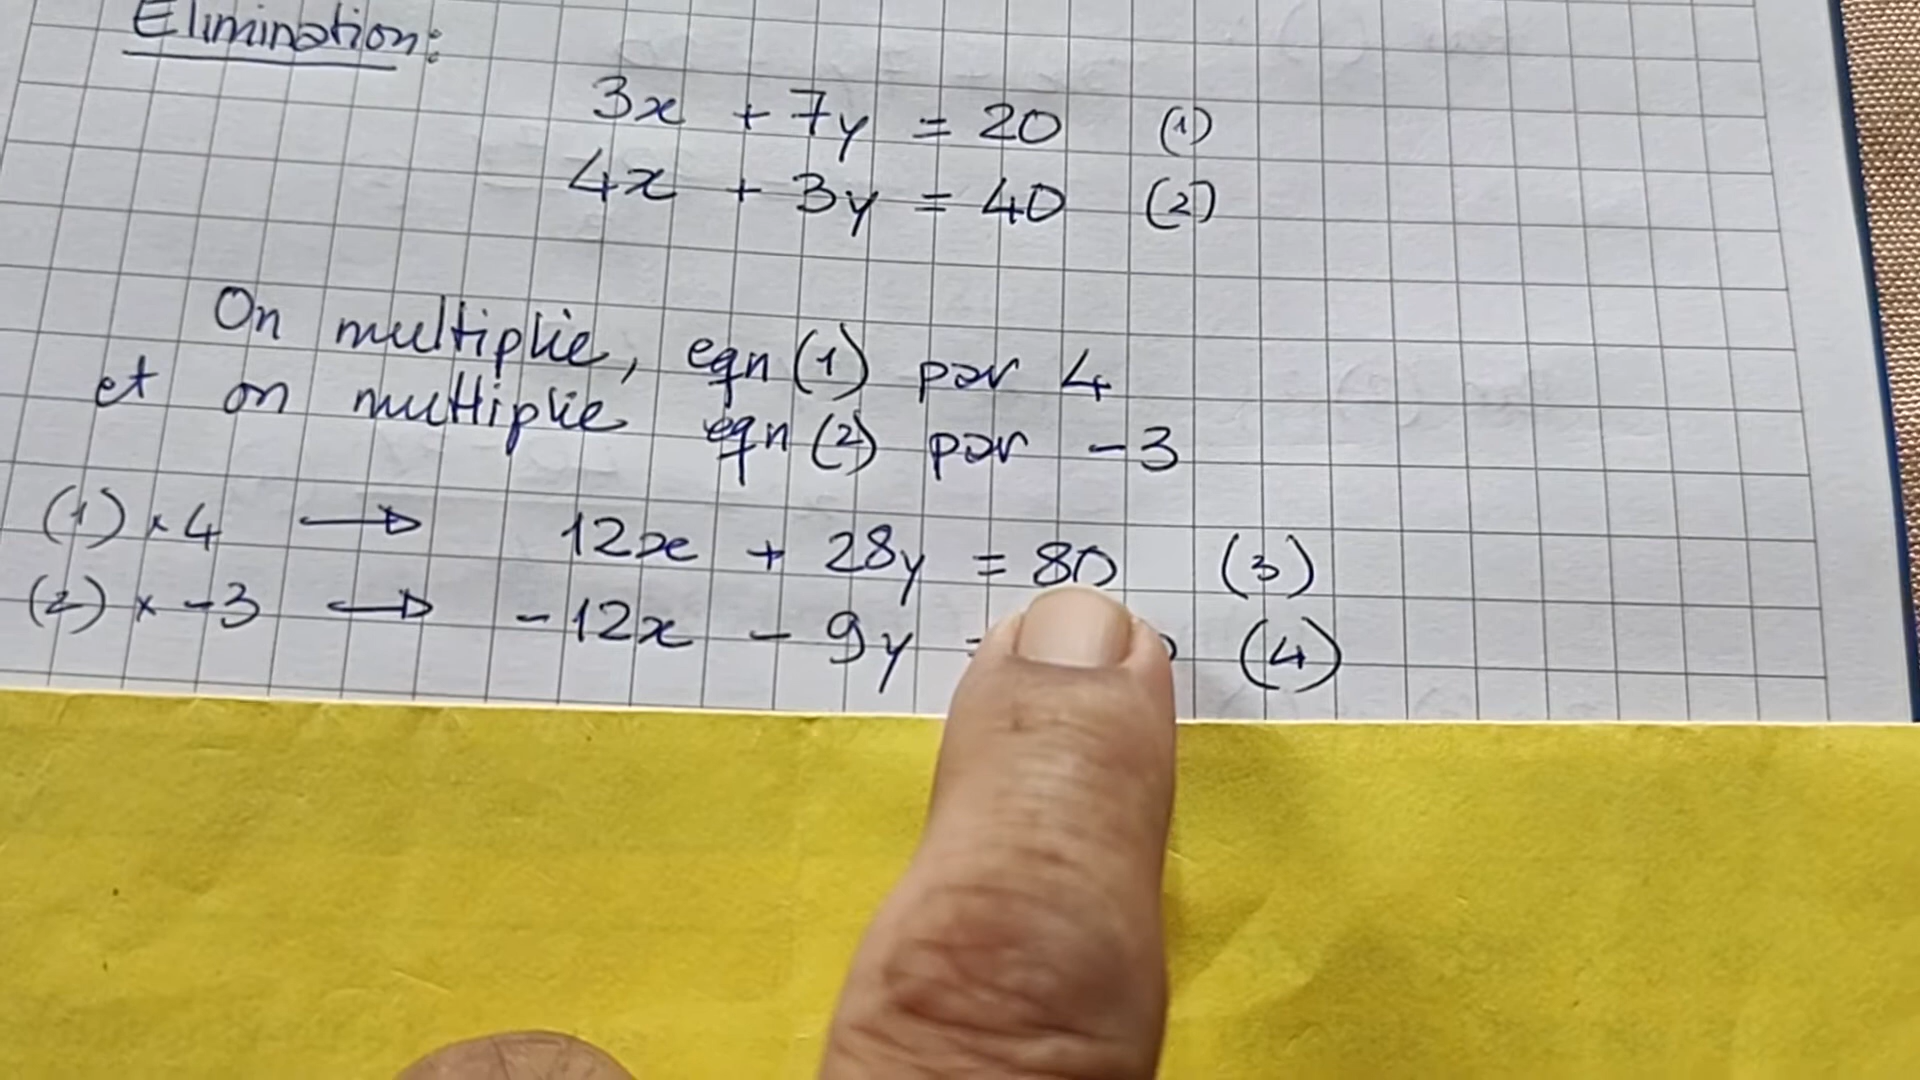 Elimination:
3x + 7y = 20 (1)
4x + 3y = 40 (2)
On multiplie, eqn (1) par 4
et on multiplie eqn (2) par -3
(1) × 4 → 12x + 28y = 80 (3)
(2) × -3 → -12x - 9y = (4)